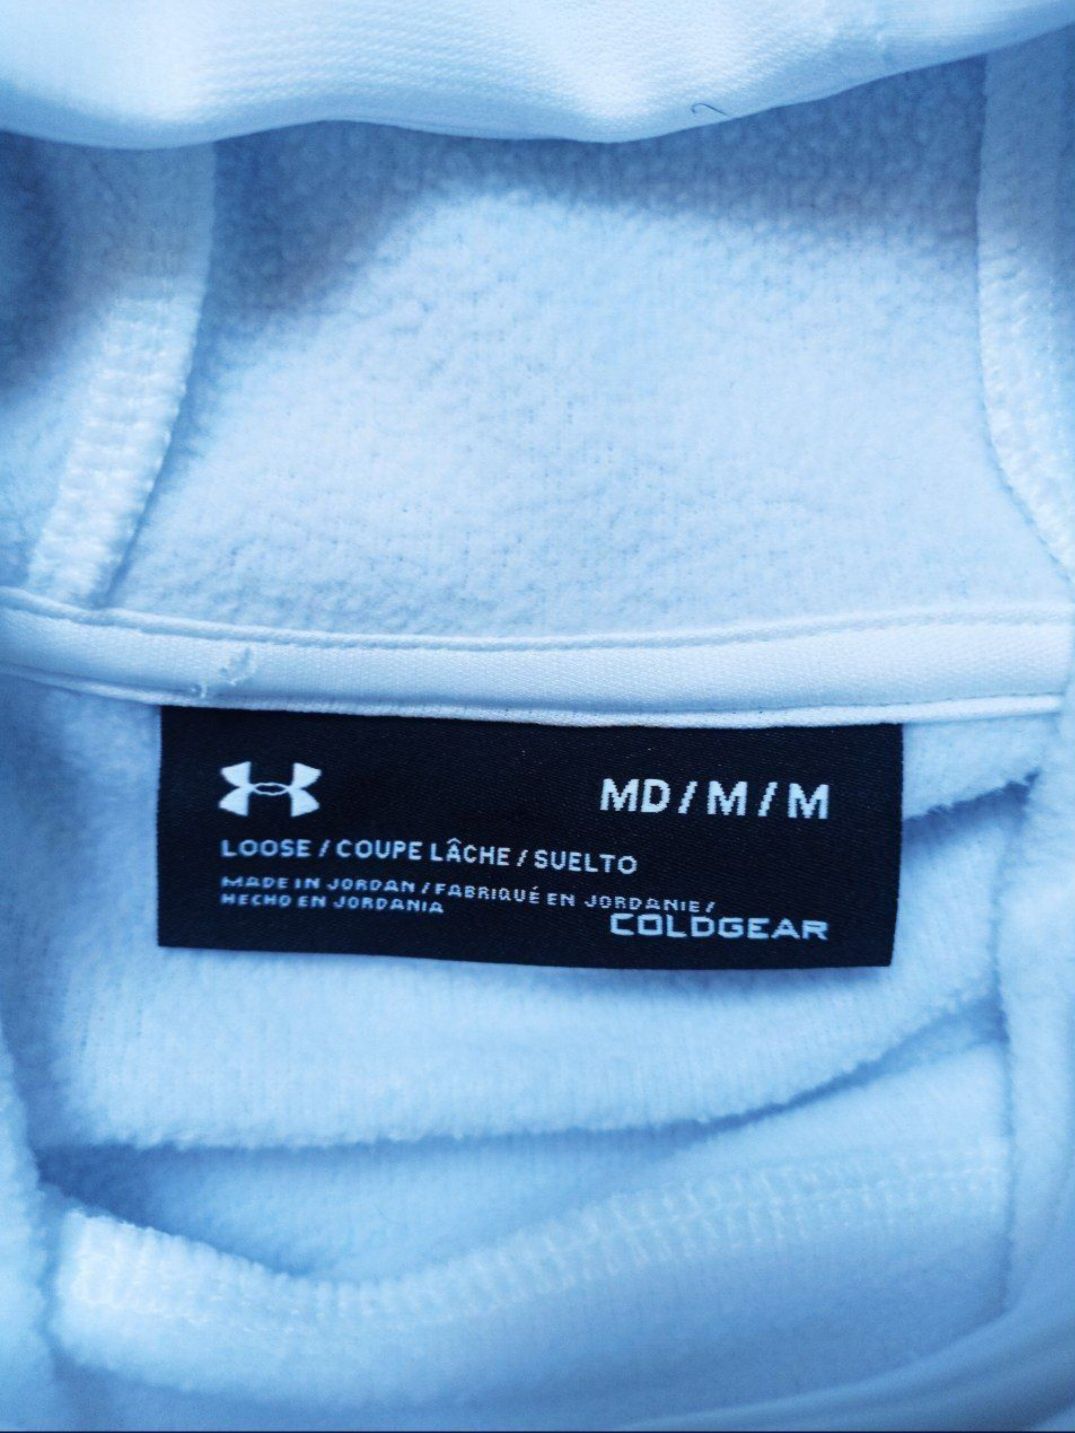 MD / M / M
LOOSE / COUPE LÂCHE / SUELTO
MADE IN JORDAN / FABRIQUÉ EN JORDANIE /
HECHO EN JORDANIA
COLDGEAR